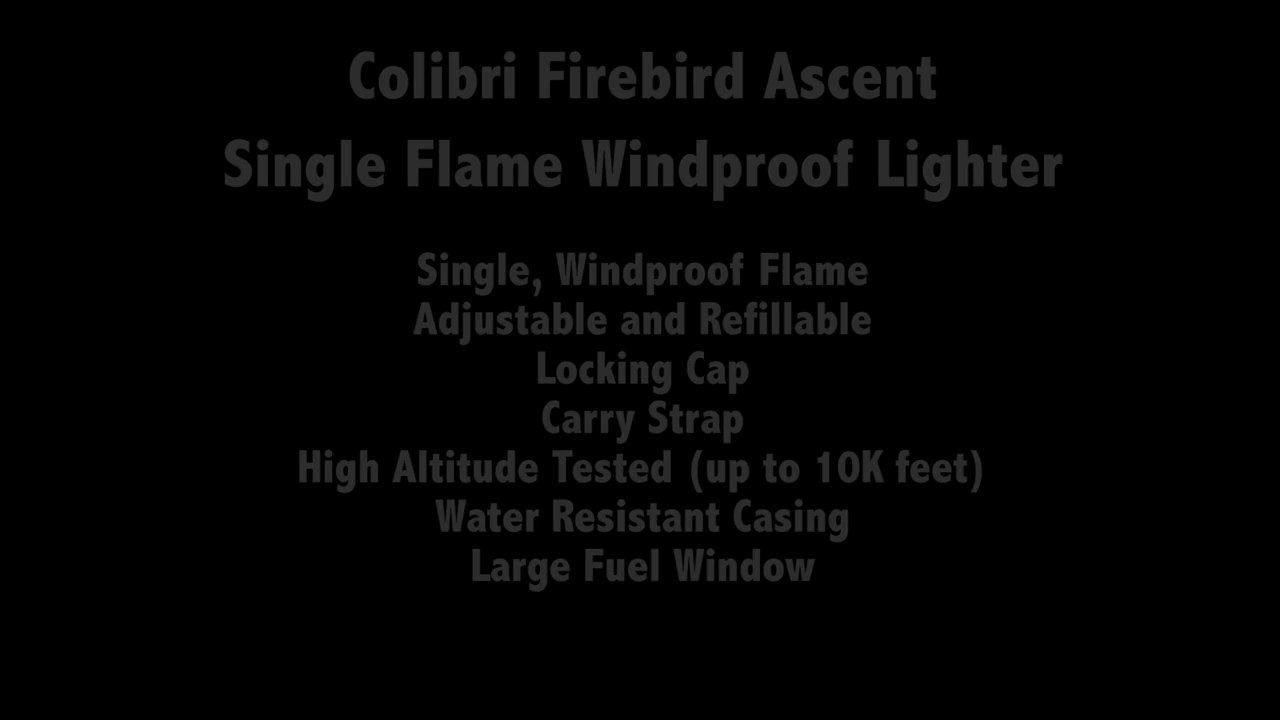 Colibri Firebird Ascent
Single Flame Windproof Lighter
Single, Windproof Flame
Adjustable and Refillable
Locking Cap
Carry Strap
High Altitude Tested (up to 10K feet)
Water Resistant Casing
Large Fuel Window